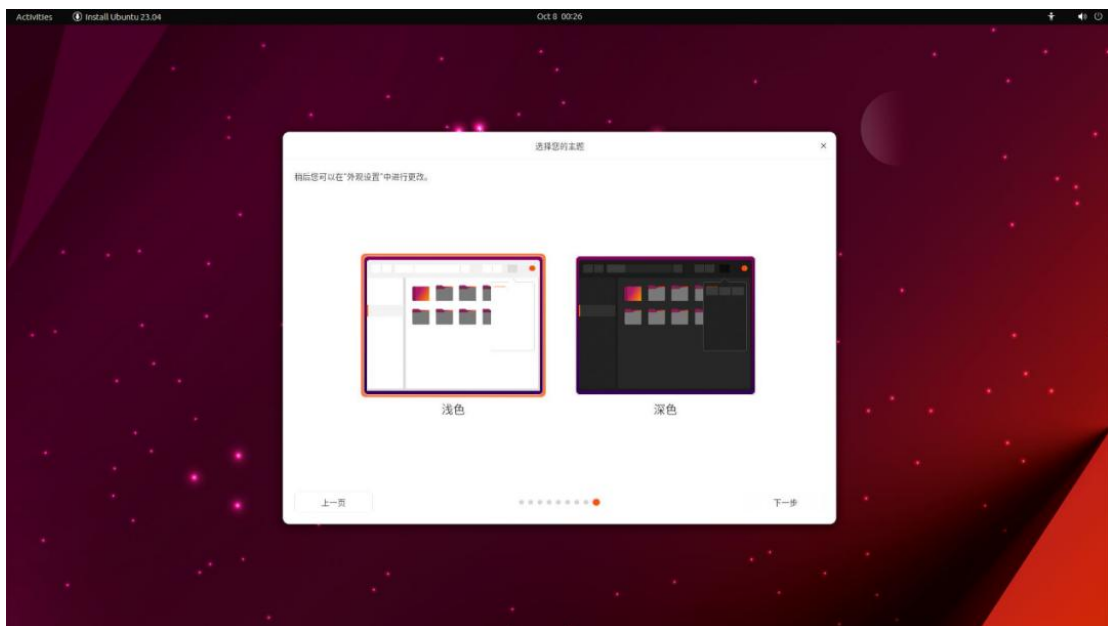 Activities Install Ubuntu 23.04 Oct 8 00:26
选择您的主题
稍后您可以在"外观设置"中进行更改。
浅色 深色
上一页 下一步